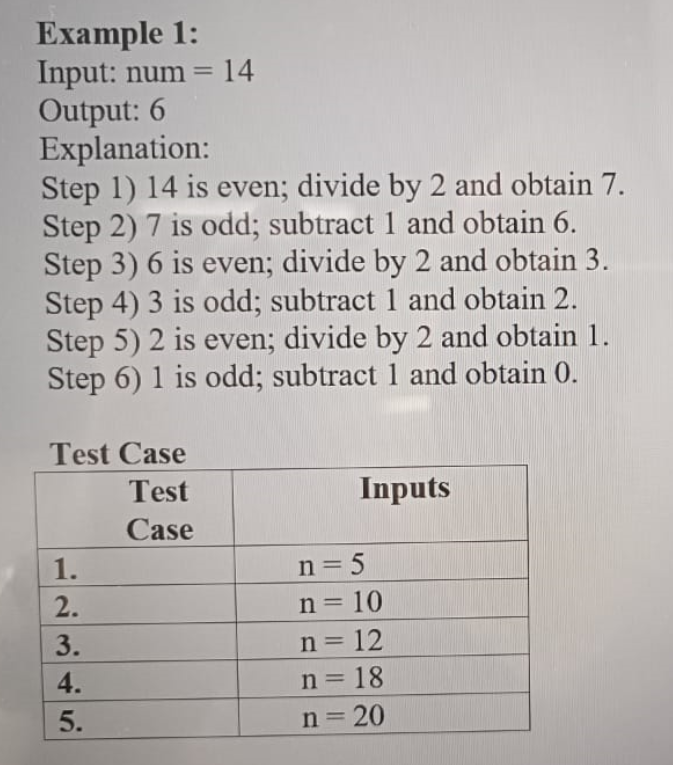 Example 1:
Input: num = 14
Output: 6
Explanation:
Step 1) 14 is even; divide by 2 and obtain 7.
Step 2) 7 is odd; subtract 1 and obtain 6.
Step 3) 6 is even; divide by 2 and obtain 3.
Step 4) 3 is odd; subtract 1 and obtain 2.
Step 5) 2 is even; divide by 2 and obtain 1.
Step 6) 1 is odd; subtract 1 and obtain 0.
Test Case
Test Inputs
Case
1. n = 5
2. n = 10
3. n = 12
4. n = 18
5. n = 20